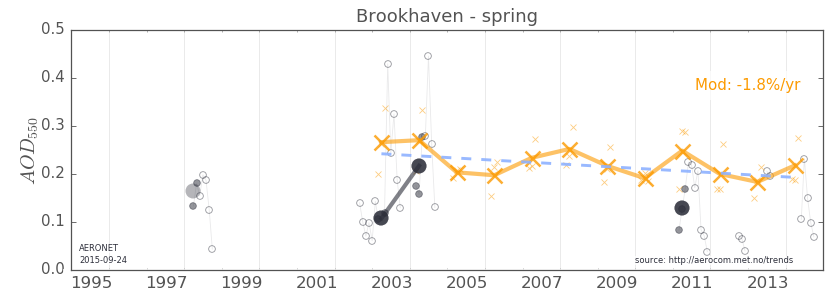 Brookhaven - spring
0.5
0.4
0.3
0.2
0.1
0.0
AOD550
Mod: -1.8%/yr
AERONET
2015-09-24
source: http://aerocom.met.no/trends
1995 1997 1999 2001 2003 2005 2007 2009 2011 2013